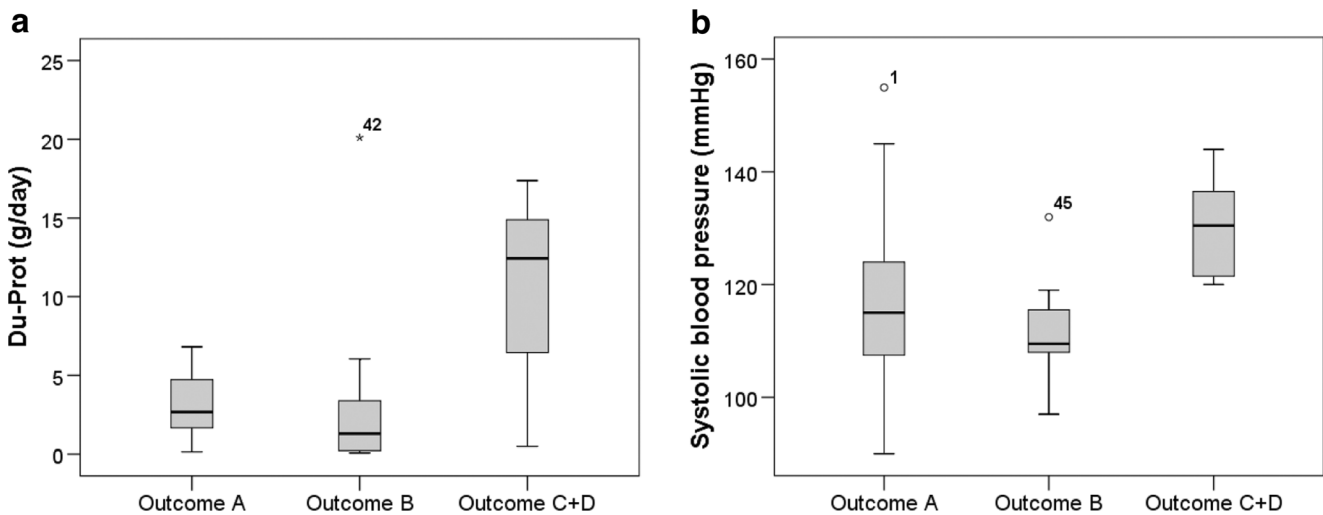 a
Du-Prot (g/day)
25
20
15
10
5
0
42
Outcome A
Outcome B
Outcome C+D
b
Systolic blood pressure (mmHg)
160
140
120
100
1
45
Outcome A
Outcome B
Outcome C+D